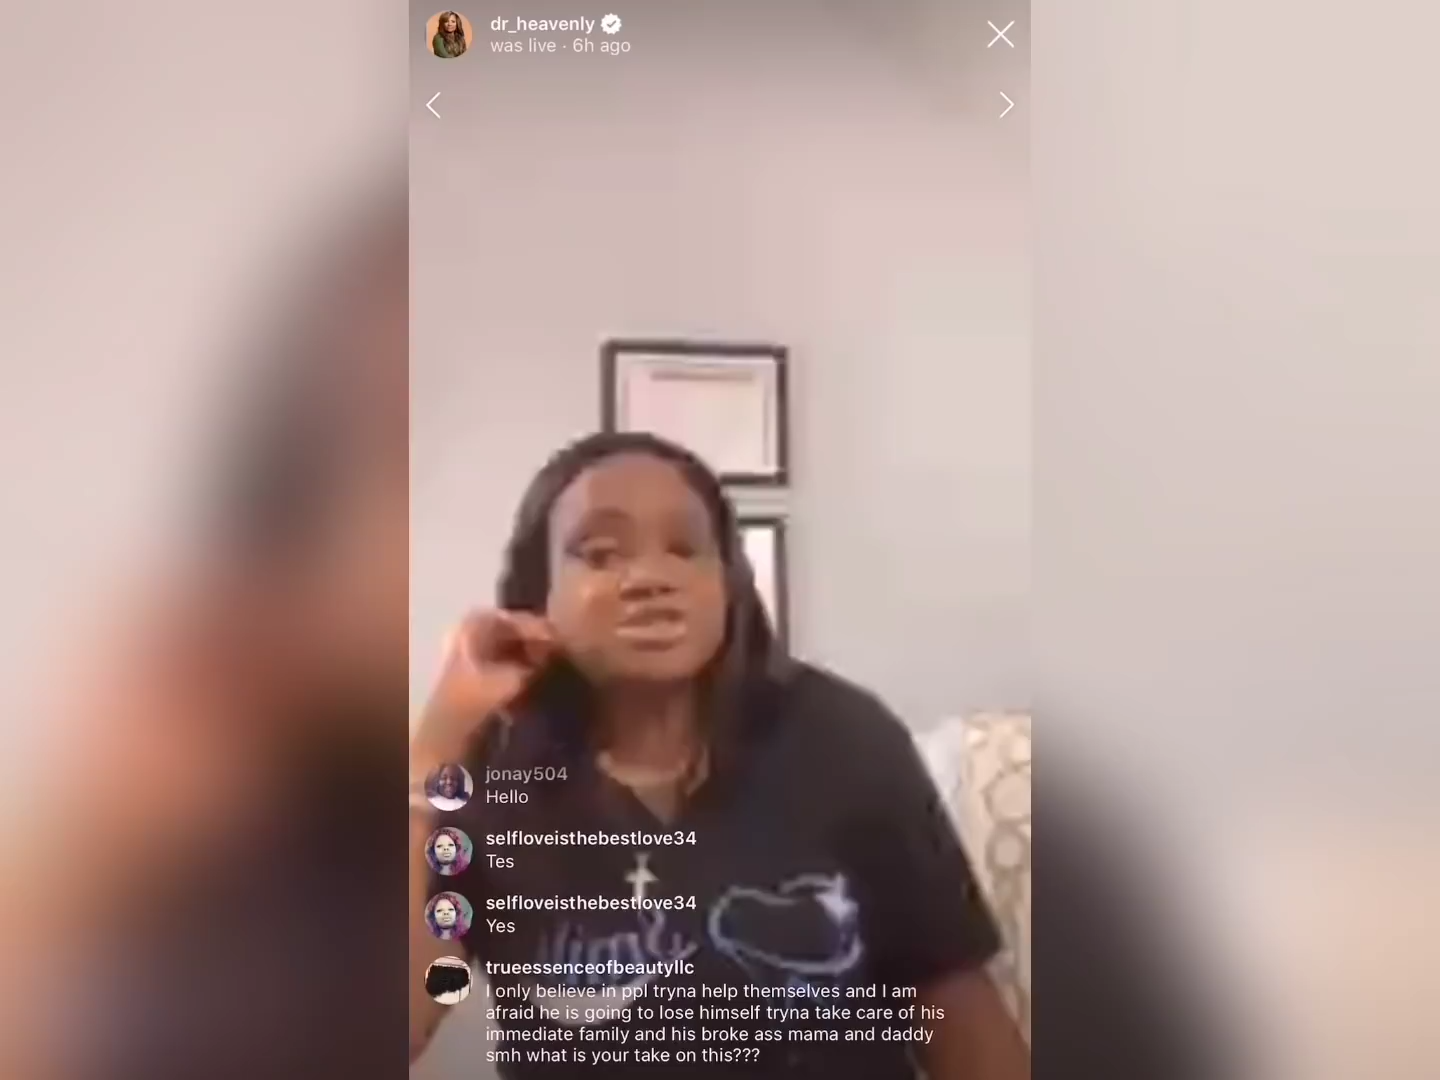 dr_heavenly
was live · 6h ago
jonay504
Hello
selfloveisthebestlove34
Tes
selfloveisthebestlove34
Yes
trueessenceofbeautyllc
I only believe in ppl tryna help themselves and I am
afraid he is going to lose himself tryna take care of his
immediate family and his broke ass mama and daddy
smh what is your take on this???